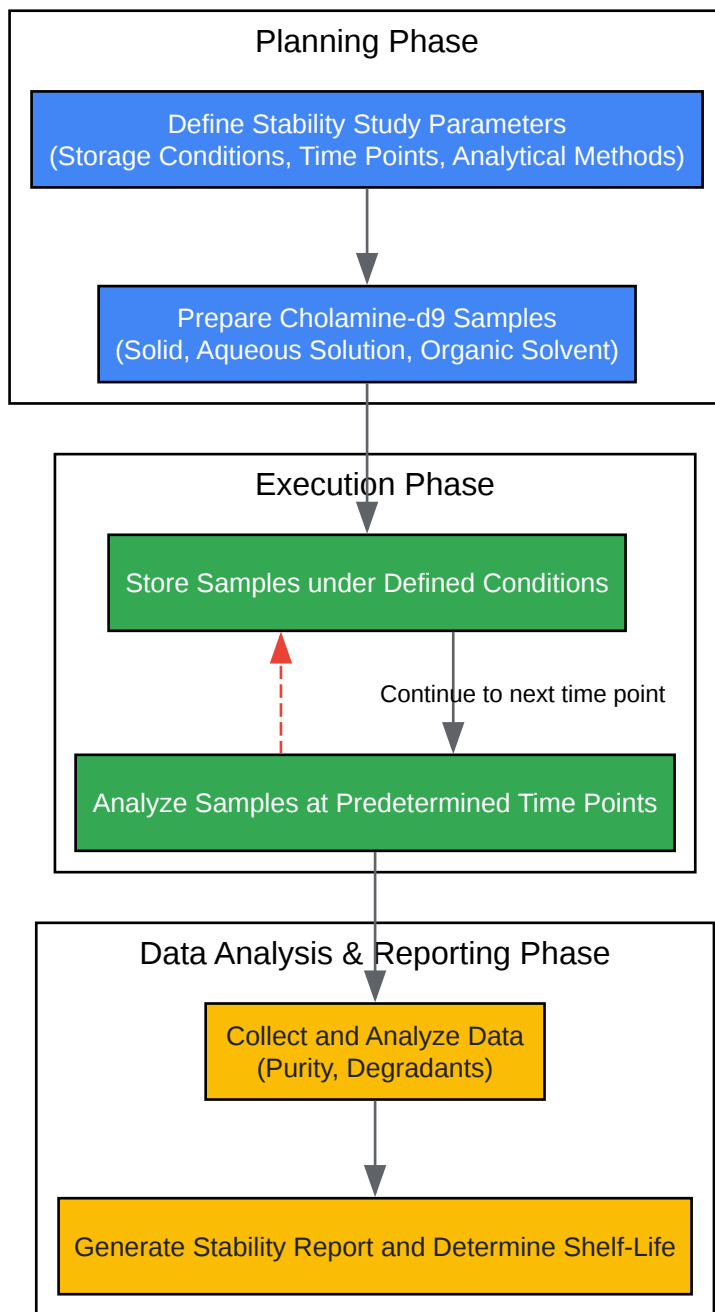 Planning Phase
Define Stability Study Parameters
(Storage Conditions, Time Points, Analytical Methods)
Prepare Cholamine-d9 Samples
(Solid, Aqueous Solution, Organic Solvent)
Execution Phase
Store Samples under Defined Conditions
Continue to next time point
Analyze Samples at Predetermined Time Points
Data Analysis & Reporting Phase
Collect and Analyze Data
(Purity, Degradants)
Generate Stability Report and Determine Shelf-Life